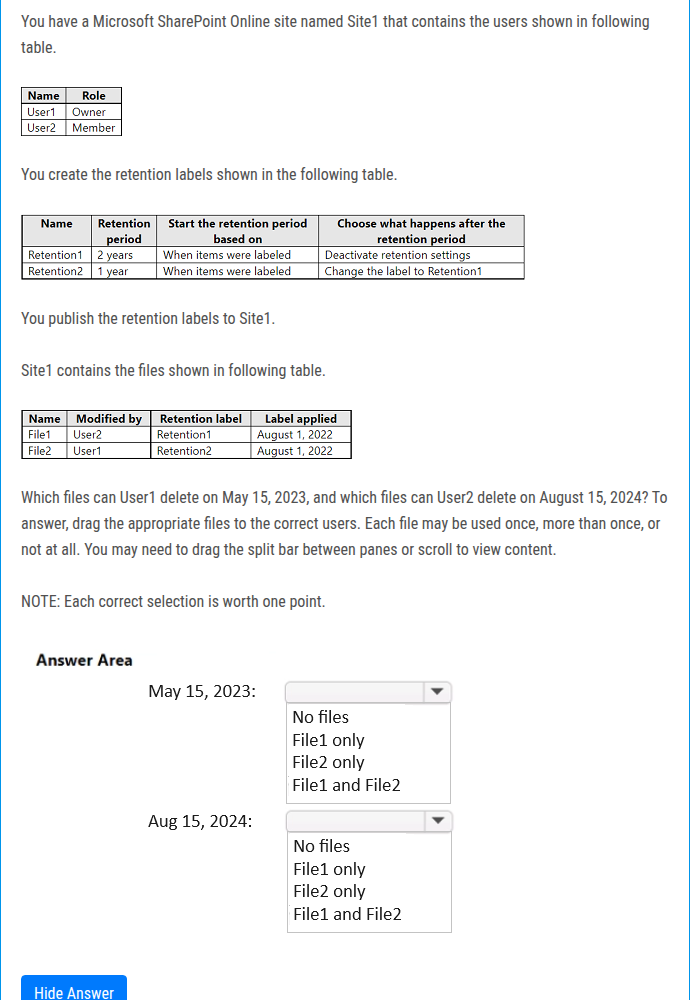 You have a Microsoft SharePoint Online site named Site1 that contains the users shown in following
table.
Name Role
User1 Owner
User2 Member
You create the retention labels shown in the following table.
Name Retention period Start the retention period based on Choose what happens after the retention period
Retention1 2 years When items were labeled Deactivate retention settings
Retention2 1 year When items were labeled Change the label to Retention1
You publish the retention labels to Site1.
Site1 contains the files shown in following table.
Name Modified by Retention label Label applied
File1 User2 Retention1 August 1, 2022
File2 User1 Retention2 August 1, 2022
Which files can User1 delete on May 15, 2023, and which files can User2 delete on August 15, 2024? To
answer, drag the appropriate files to the correct users. Each file may be used once, more than once, or
not at all. You may need to drag the split bar between panes or scroll to view content.
NOTE: Each correct selection is worth one point.
Answer Area
May 15, 2023:
No files
File1 only
File2 only
File1 and File2
Aug 15, 2024:
No files
File1 only
File2 only
File1 and File2
Hide Answer